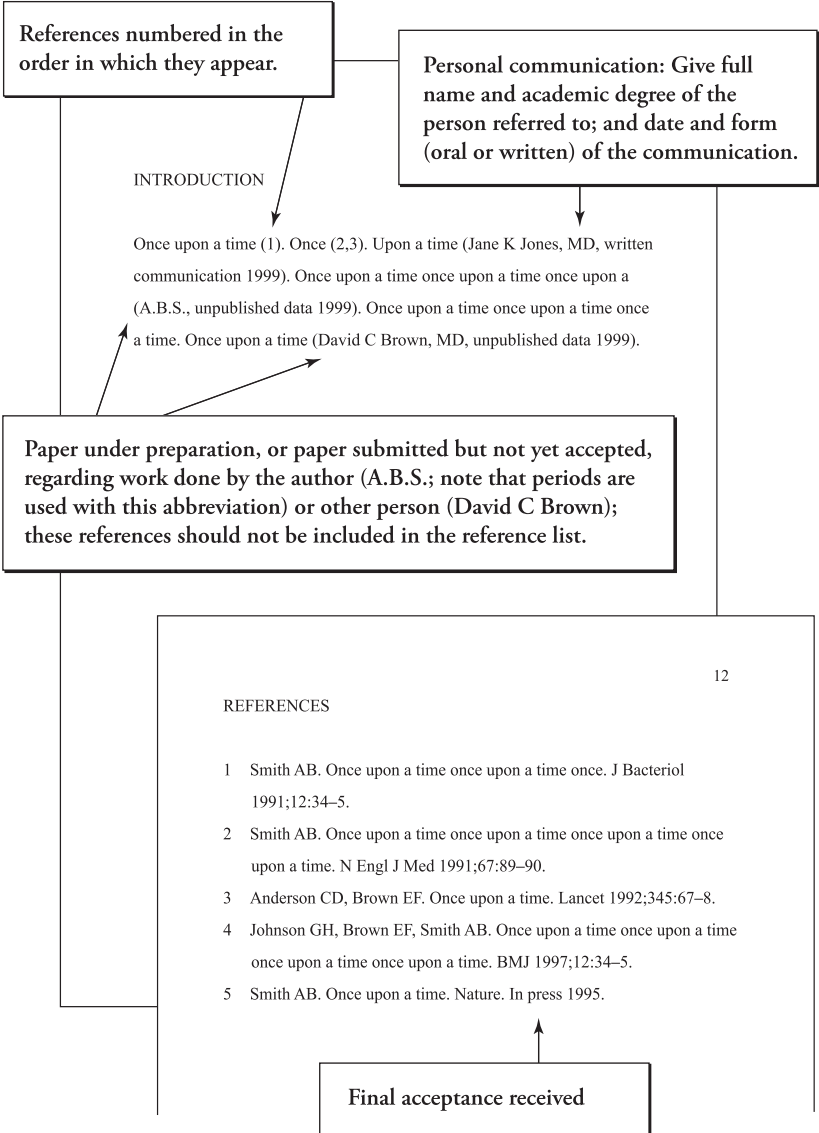 References numbered in the
order in which they appear.
Personal communication: Give full
name and academic degree of the
person referred to; and date and form
(oral or written) of the communication.
INTRODUCTION
Once upon a time (1). Once (2,3). Upon a time (Jane K Jones, MD, written
communication 1999). Once upon a time once upon a time once upon a
(A.B.S., unpublished data 1999). Once upon a time once upon a time once
a time. Once upon a time (David C Brown, MD, unpublished data 1999).
Paper under preparation, or paper submitted but not yet accepted,
regarding work done by the author (A.B.S.; note that periods are
used with this abbreviation) or other person (David C Brown);
these references should not be included in the reference list.
12
REFERENCES
1 Smith AB. Once upon a time once upon a time once. J Bacteriol
1991;12:34–5.
2 Smith AB. Once upon a time once upon a time once upon a time once
upon a time. N Engl J Med 1991;67:89–90.
3 Anderson CD, Brown EF. Once upon a time. Lancet 1992;345:67–8.
4 Johnson GH, Brown EF, Smith AB. Once upon a time once upon a time
once upon a time once upon a time. BMJ 1997;12:34–5.
5 Smith AB. Once upon a time. Nature. In press 1995.
Final acceptance received